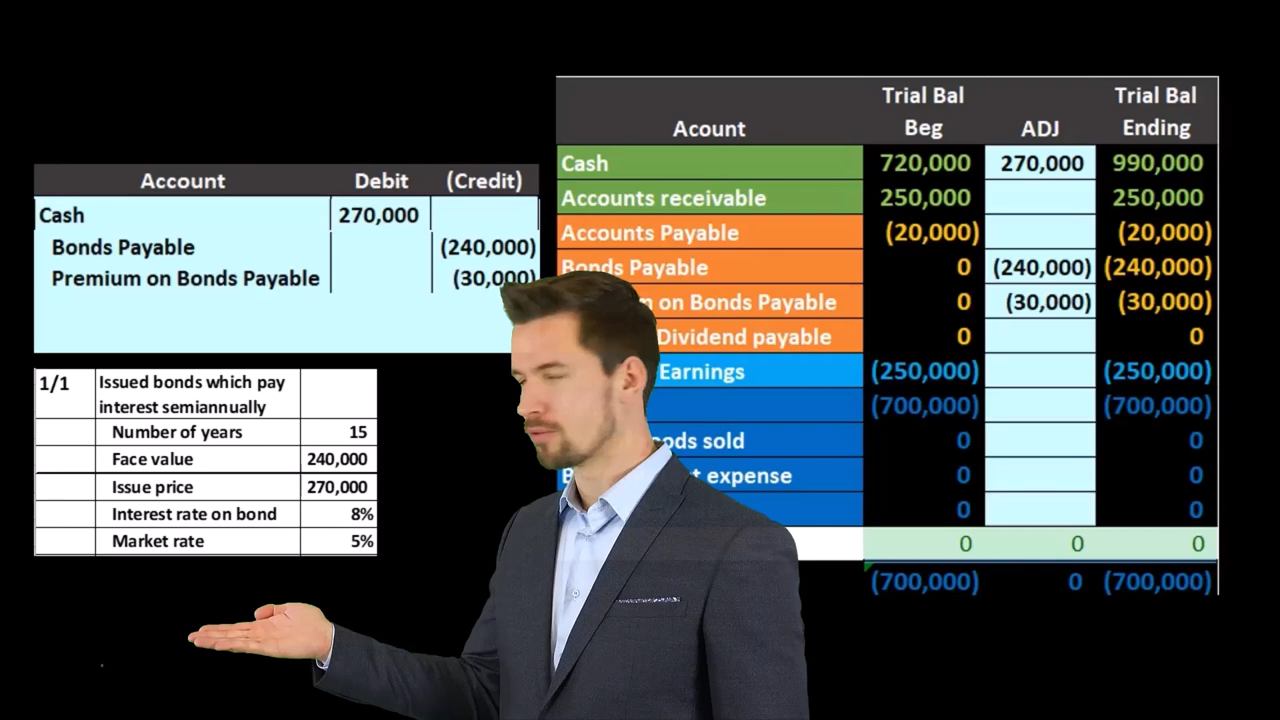 Account Debit (Credit)
Cash 270,000
Bonds Payable (240,000)
Premium on Bonds Payable (30,000)
1/1 Issued bonds which pay
interest semiannually
Number of years 15
Face value 240,000
Issue price 270,000
Interest rate on bond 8%
Market rate 5%
Trial Bal Trial Bal
Acount Beg ADJ Ending
Cash 720,000 270,000 990,000
Accounts receivable 250,000 250,000
Accounts Payable (20,000) (20,000)
Bonds Payable 0 (240,000) (240,000)
on Bonds Payable 0 (30,000) (30,000)
Dividend payable 0 0
Earnings (250,000) (250,000)
(700,000) (700,000)
sold 0 0
expense 0 0
0 0
0 0 0
(700,000) 0 (700,000)